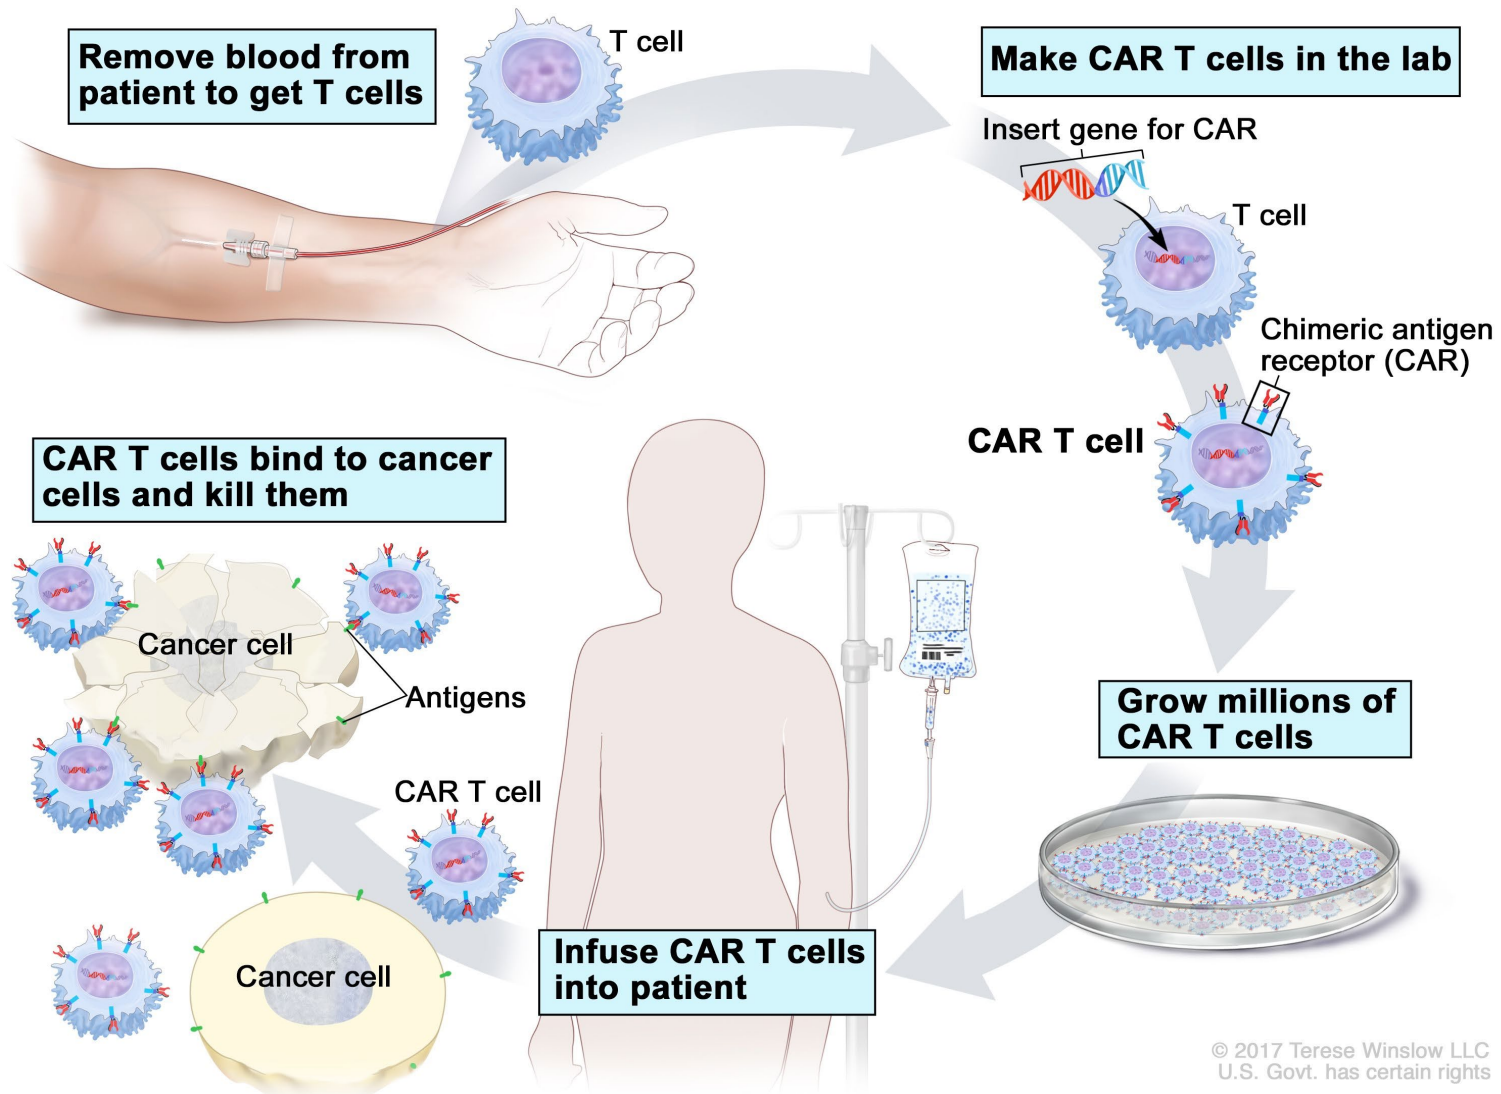 Remove blood from
patient to get T cells
T cell
Make CAR T cells in the lab
Insert gene for CAR
T cell
Chimeric antigen
receptor (CAR)
CAR T cell
Grow millions of
CAR T cells
Infuse CAR T cells
into patient
CAR T cell
CAR T cells bind to cancer
cells and kill them
Cancer cell
Antigens
Cancer cell
© 2017 Terese Winslow LLC
U.S. Govt. has certain rights